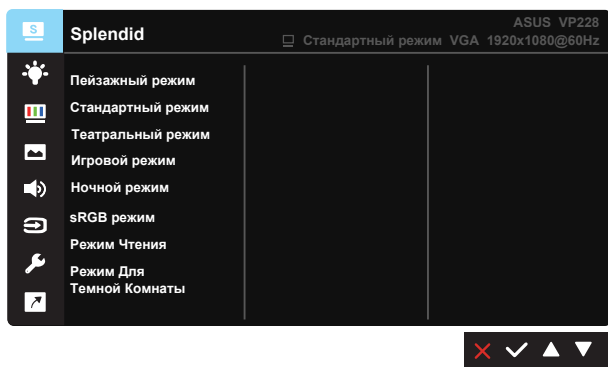 S
Splendid
ASUS VP228
Стандартный режим VGA 1920x1080@60Hz
Пейзажный режим
Стандартный режим
Театральный режим
Игровой режим
Ночной режим
sRGB режим
Режим Чтения
Режим Для
Темной Комнаты